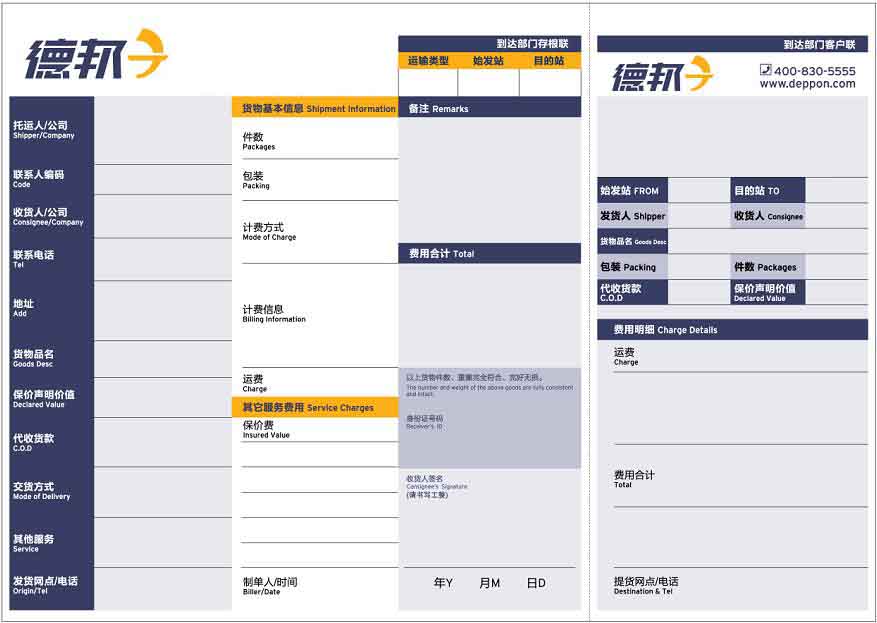 德邦
到达部门存根联
运输类型 始发站 目的站
托运人/公司
Shipper/Company
联系人编码
Code
收货人/公司
Consignee/Company
联系电话
Tel
地址
Add
货物品名
Goods Desc
保价声明价值
Declared Value
代收货款
C.O.D
交货方式
Mode of Delivery
其他服务
Service
发货网点/电话
Origin/Tel
货物基本信息 Shipment Information
件数
Packages
包装
Packing
计费方式
Mode of Charge
计费信息
Billing Information
运费
Charge
其它服务费用 Service Charges
保价费
Insured Value
制单人/时间
Biller/Date
备注 Remarks
费用合计 Total
以上货物件数、重量完全符合、完好无损。
The number and weight of the above goods are fully consistent
and intact.
身份证号码
Receiver's ID
收货人签名
Consignee's Signature
(请书写工整)
年Y 月M 日D
到达部门客户联
德邦
400-830-5555
www.deppon.com
始发站 FROM 目的站 TO
发货人 Shipper 收货人 Consignee
货物品名 Goods Desc
包装 Packing 件数 Packages
代收货款
C.O.D
保价声明价值
Declared Value
费用明细 Charge Details
运费
Charge
费用合计
Total
提货网点/电话
Destination & Tel